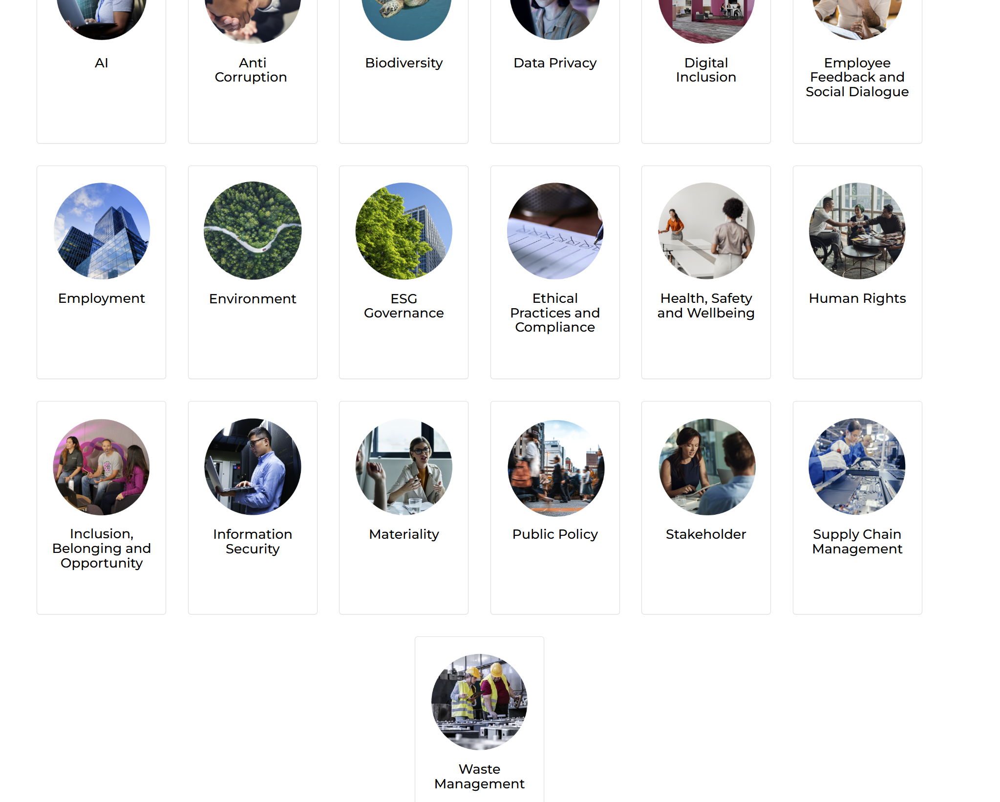 AI
Anti
Corruption
Biodiversity
Data Privacy
Digital
Inclusion
Employee
Feedback and
Social Dialogue
Employment
Environment
ESG
Governance
Ethical
Practices and
Compliance
Health, Safety
and Wellbeing
Human Rights
Inclusion,
Belonging and
Opportunity
Information
Security
Materiality
Public Policy
Stakeholder
Supply Chain
Management
Waste
Management